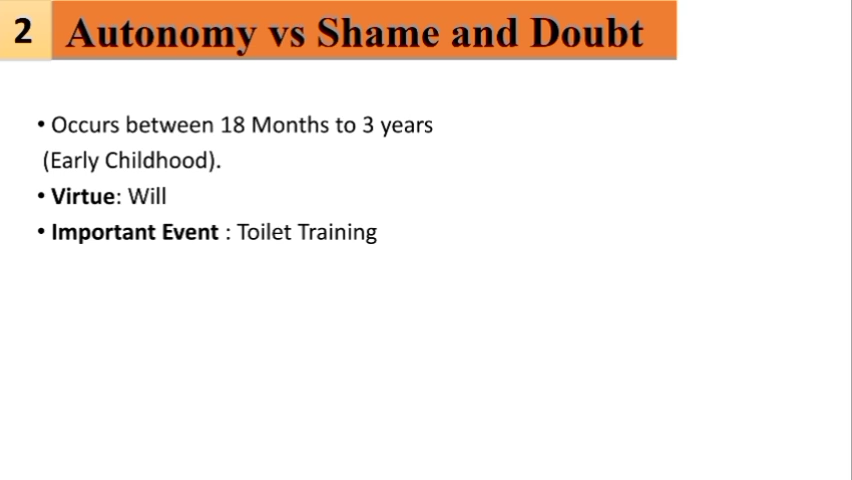 2 Autonomy vs Shame and Doubt
• Occurs between 18 Months to 3 years
(Early Childhood).
• Virtue: Will
• Important Event : Toilet Training